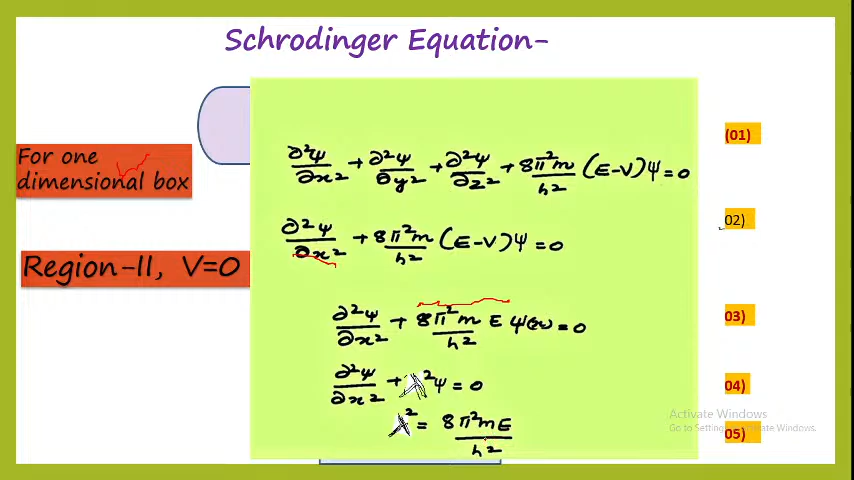 Schrodinger Equation-
(01)
For one
dimensional box
∂²ψ/∂x² + ∂²ψ/∂y² + ∂²ψ/∂z² + 8π²m/h² (E-V)ψ = 0
02)
∂²ψ/∂x² + 8π²m/h² (E-V)ψ = 0
Region-II, V=0
03)
∂²ψ/∂x² + 8π²m/h² E ψ(x) = 0
∂²ψ/∂x² + λ²ψ = 0
04)
λ² = 8π²mE/h²
05)
Activate Windows
Go to Settings to activate Windows.